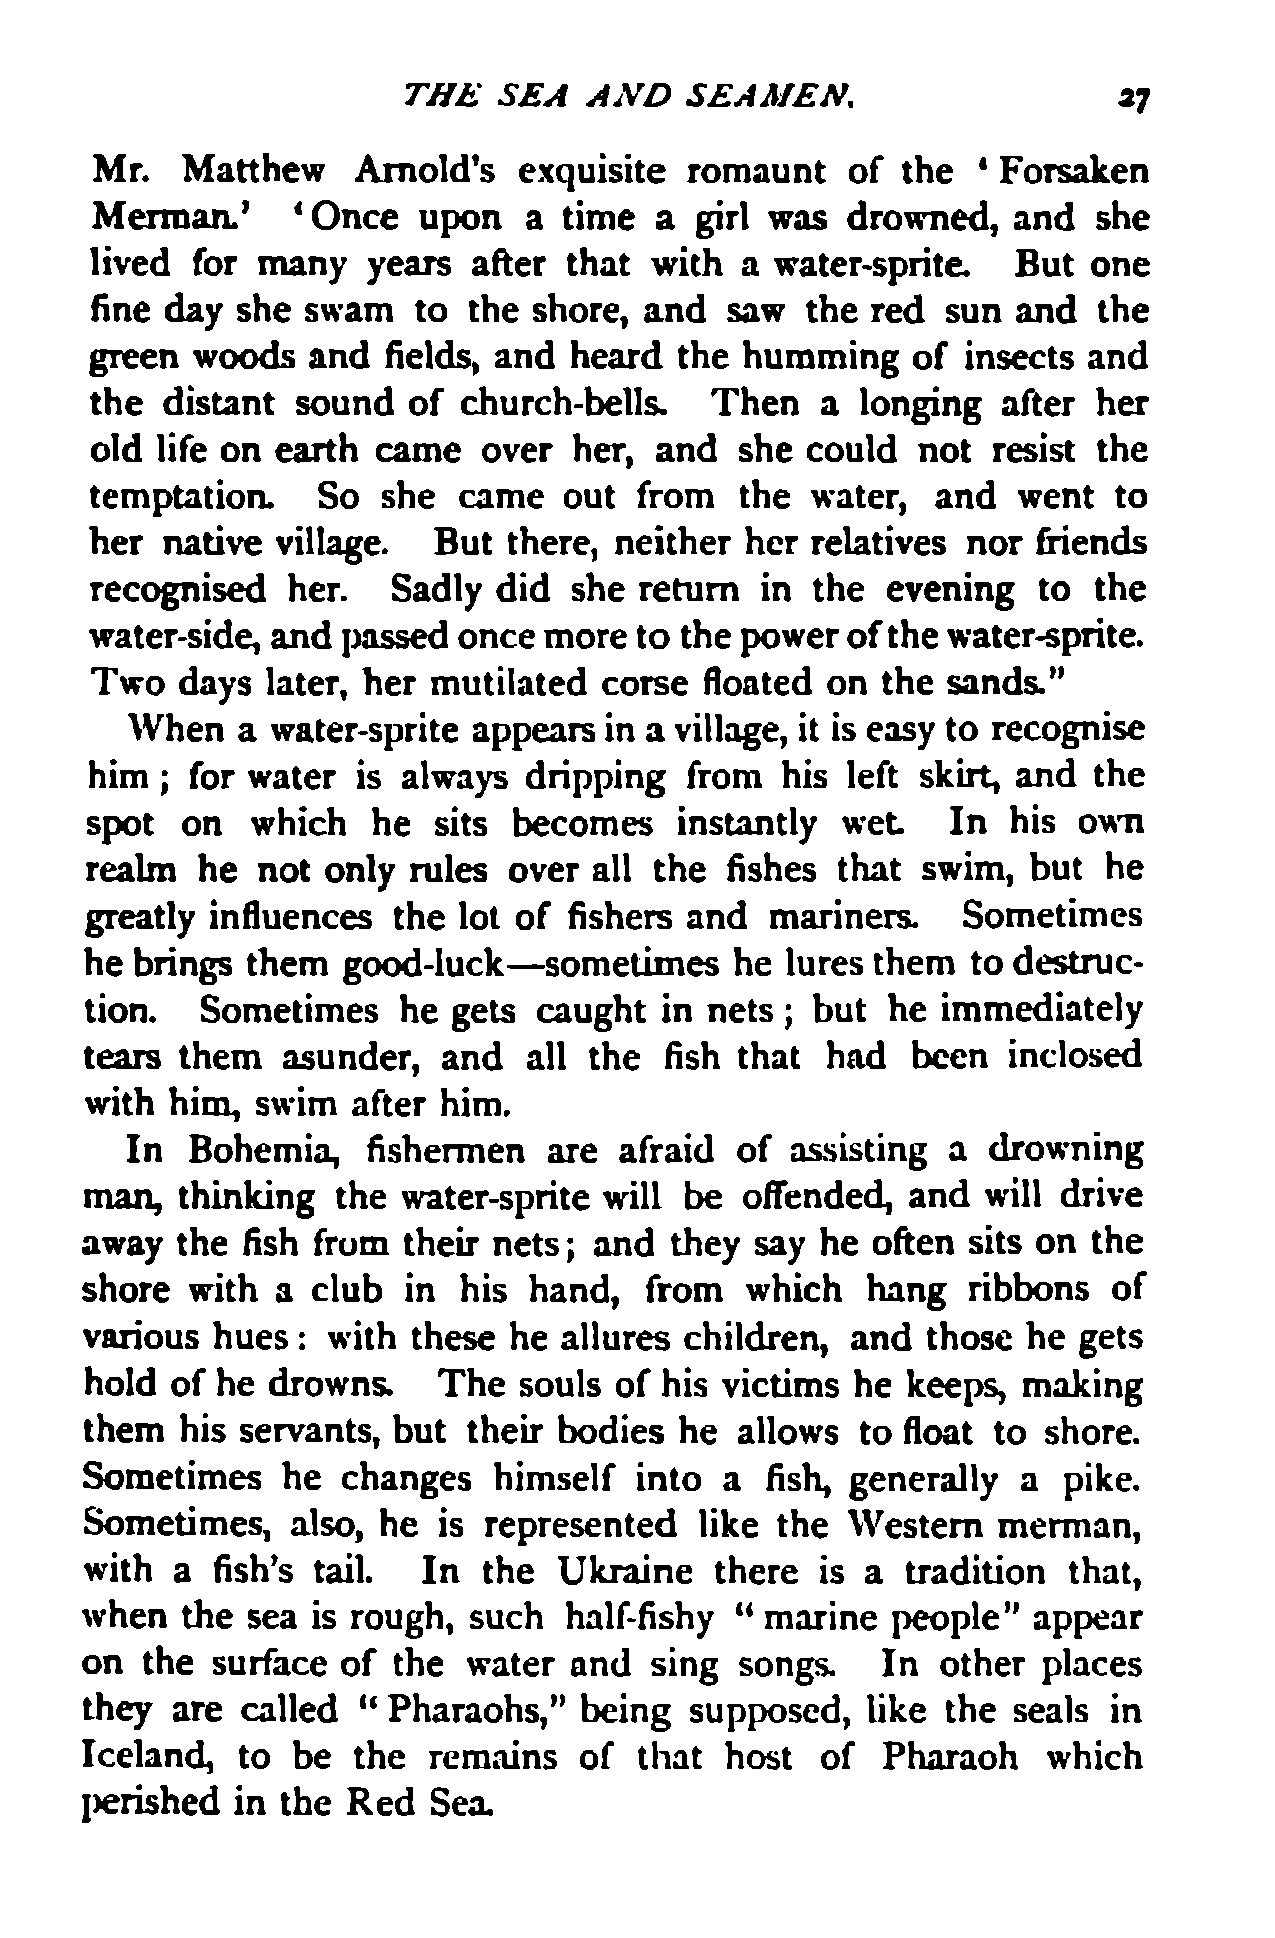 THE SEA AND SEAMEN. 27
Mr. Matthew Arnold's exquisite romaunt of the ‘Forsaken
Merman.’ ‘Once upon a time a girl was drowned, and she
lived for many years after that with a water-sprite. But one
fine day she swam to the shore, and saw the red sun and the
green woods and fields, and heard the humming of insects and
the distant sound of church-bells. Then a longing after her
old life on earth came over her, and she could not resist the
temptation. So she came out from the water, and went to
her native village. But there, neither her relatives nor friends
recognised her. Sadly did she return in the evening to the
water-side, and passed once more to the power of the water-sprite.
Two days later, her mutilated corse floated on the sands.”
When a water-sprite appears in a village, it is easy to recognise
him ; for water is always dripping from his left skirt, and the
spot on which he sits becomes instantly wet. In his own
realm he not only rules over all the fishes that swim, but he
greatly influences the lot of fishers and mariners. Sometimes
he brings them good-luck—sometimes he lures them to destruc-
tion. Sometimes he gets caught in nets ; but he immediately
tears them asunder, and all the fish that had been inclosed
with him, swim after him.
In Bohemia, fishermen are afraid of assisting a drowning
man, thinking the water-sprite will be offended, and will drive
away the fish from their nets ; and they say he often sits on the
shore with a club in his hand, from which hang ribbons of
various hues : with these he allures children, and those he gets
hold of he drowns. The souls of his victims he keeps, making
them his servants, but their bodies he allows to float to shore.
Sometimes he changes himself into a fish, generally a pike.
Sometimes, also, he is represented like the Western merman,
with a fish's tail. In the Ukraine there is a tradition that,
when the sea is rough, such half-fishy “marine people” appear
on the surface of the water and sing songs. In other places
they are called “Pharaohs,” being supposed, like the seals in
Iceland, to be the remains of that host of Pharaoh which
perished in the Red Sea.